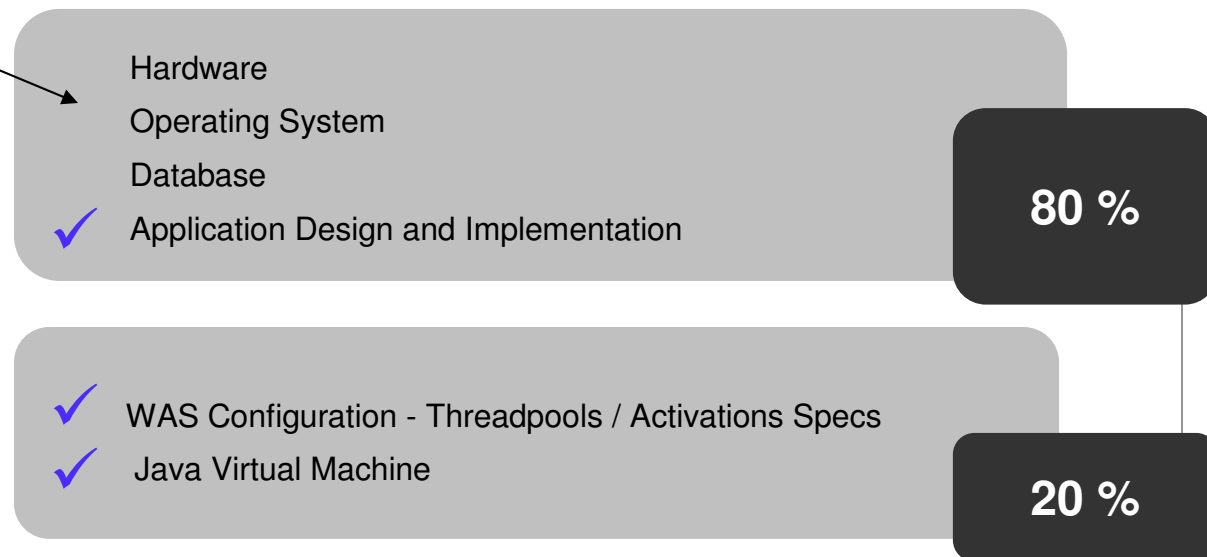 Hardware
Operating System
Database
Application Design and Implementation
80 %
WAS Configuration - Threadpools / Activations Specs
Java Virtual Machine
20 %